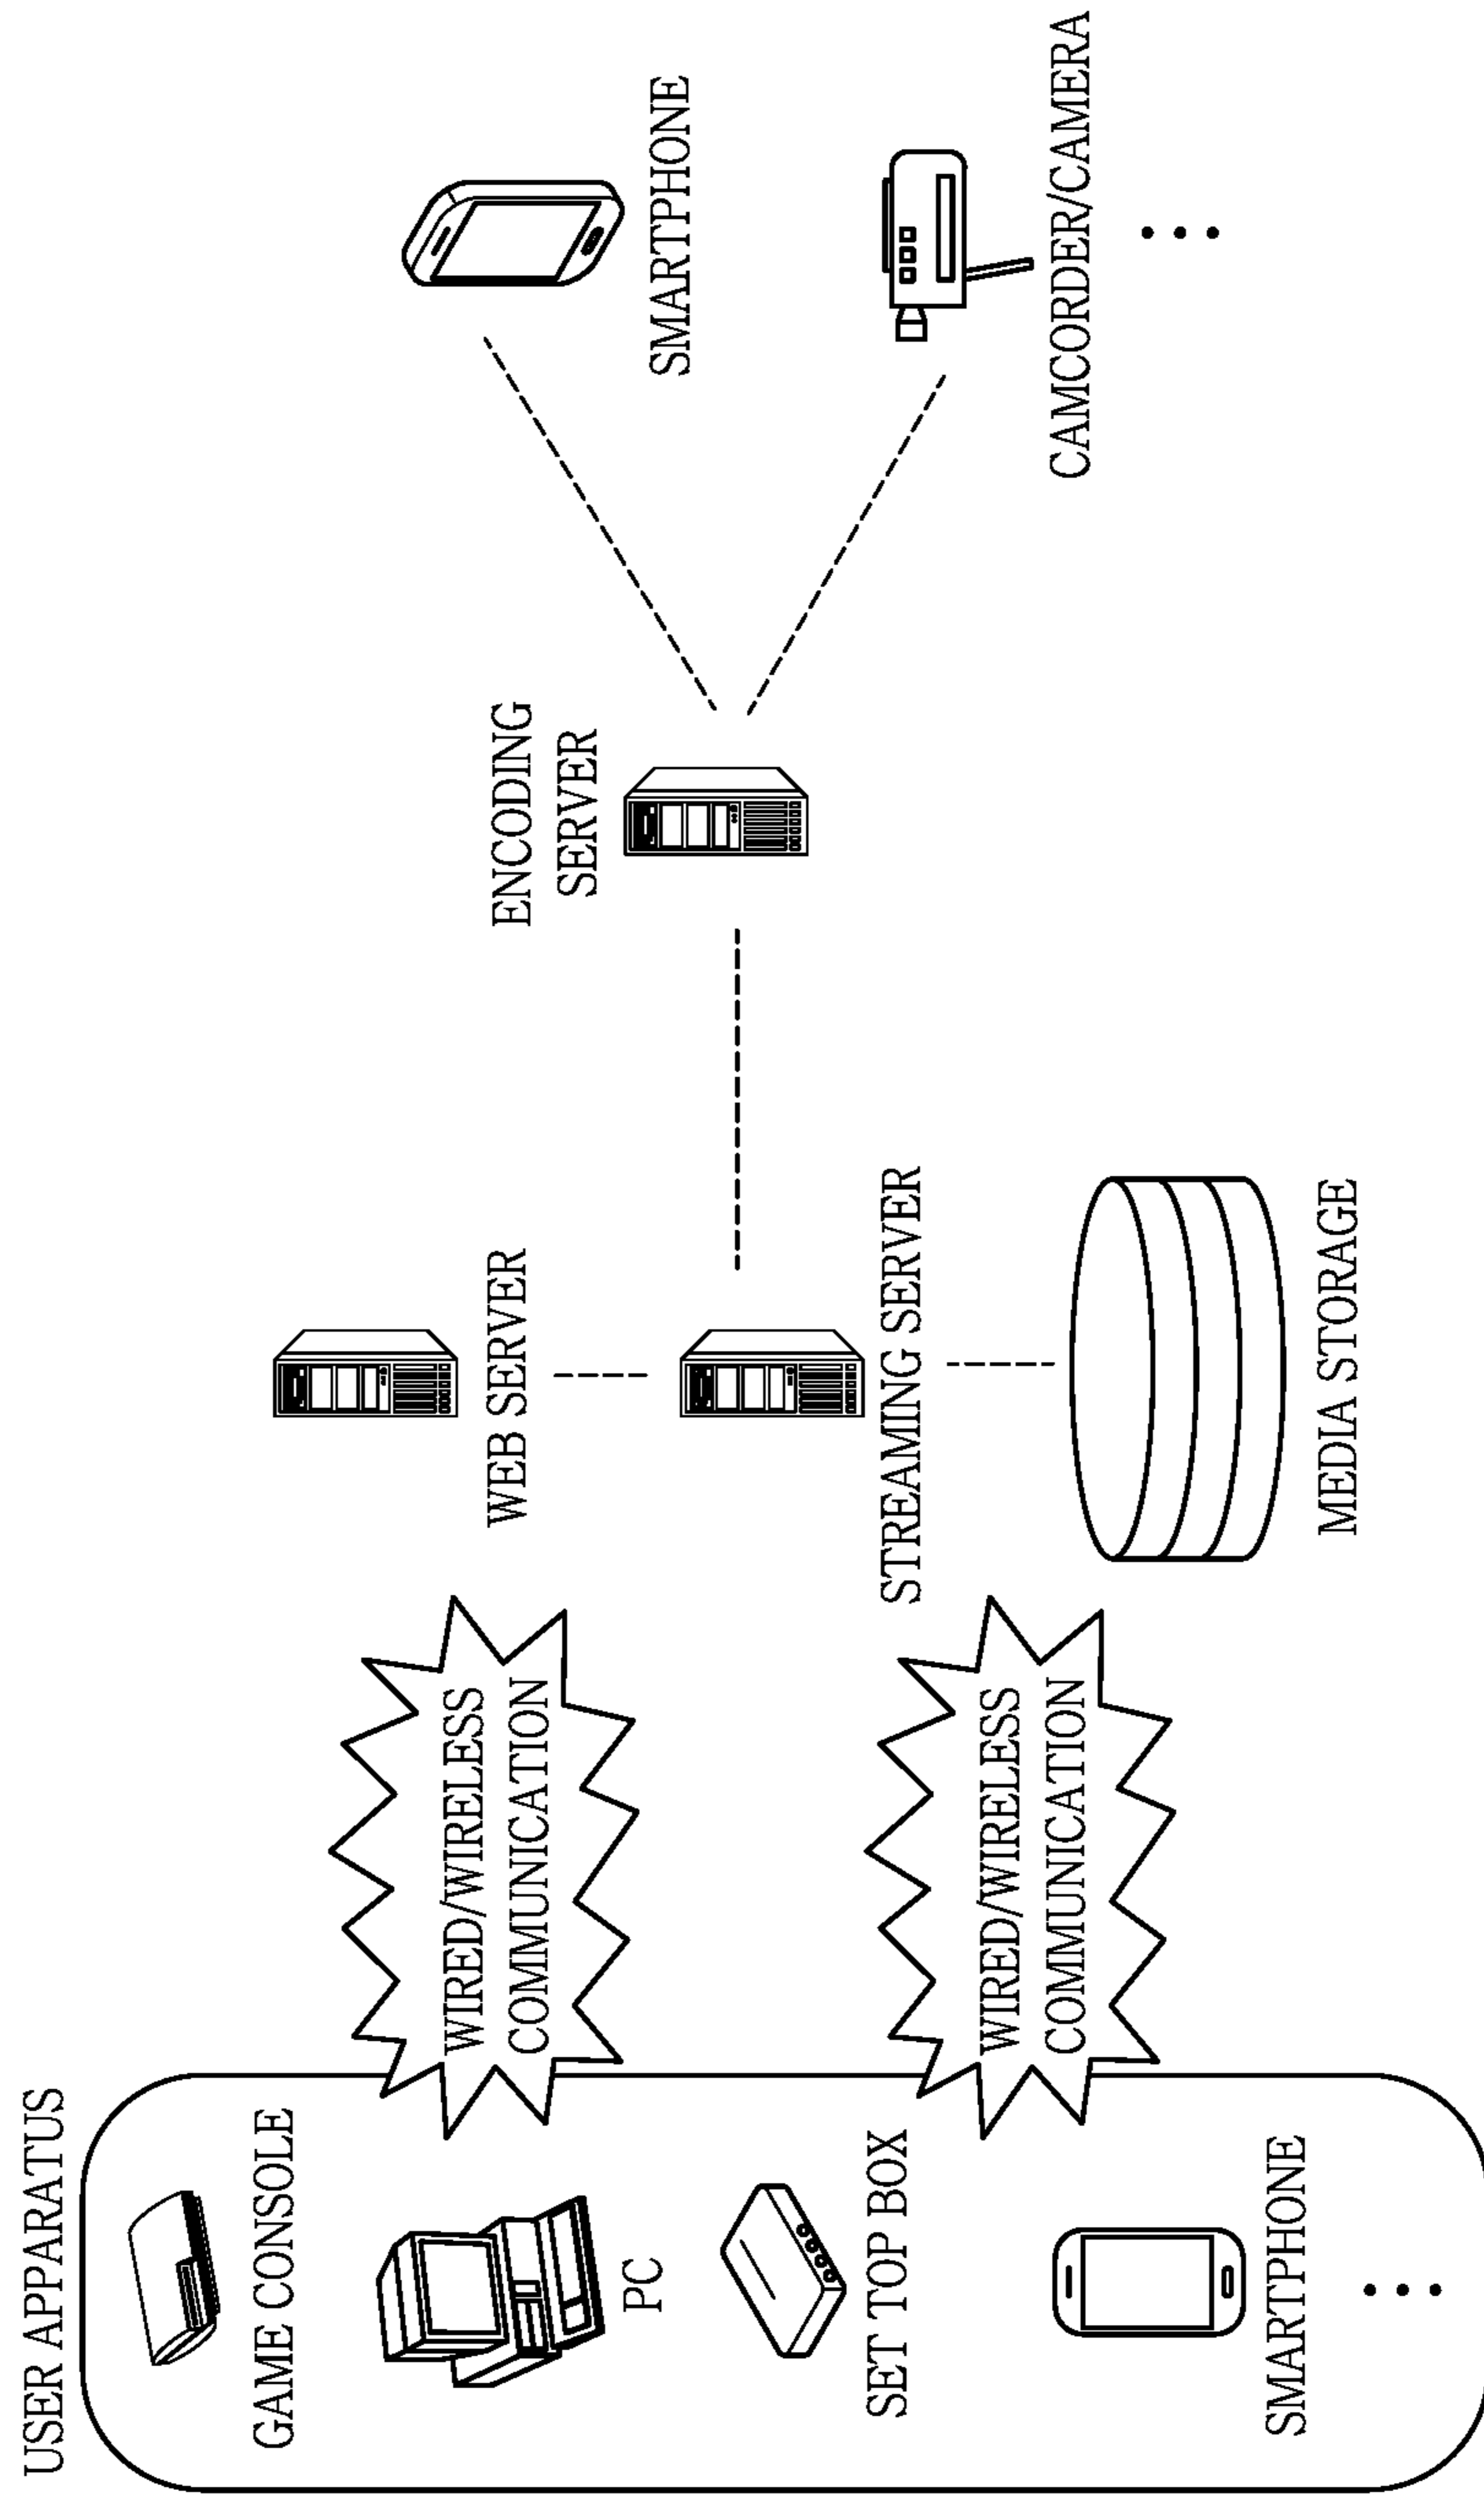 USER APPARATUS
GAME CONSOLE
PC
SET TOP BOX
SMARTPHONE
WIRED/WIRELESS
COMMUNICATION
WIRED/WIRELESS
COMMUNICATION
WEB SERVER
STREAMING SERVER
MEDIA STORAGE
ENCODING
SERVER
SMARTPHONE
CAMCORDER/CAMERA